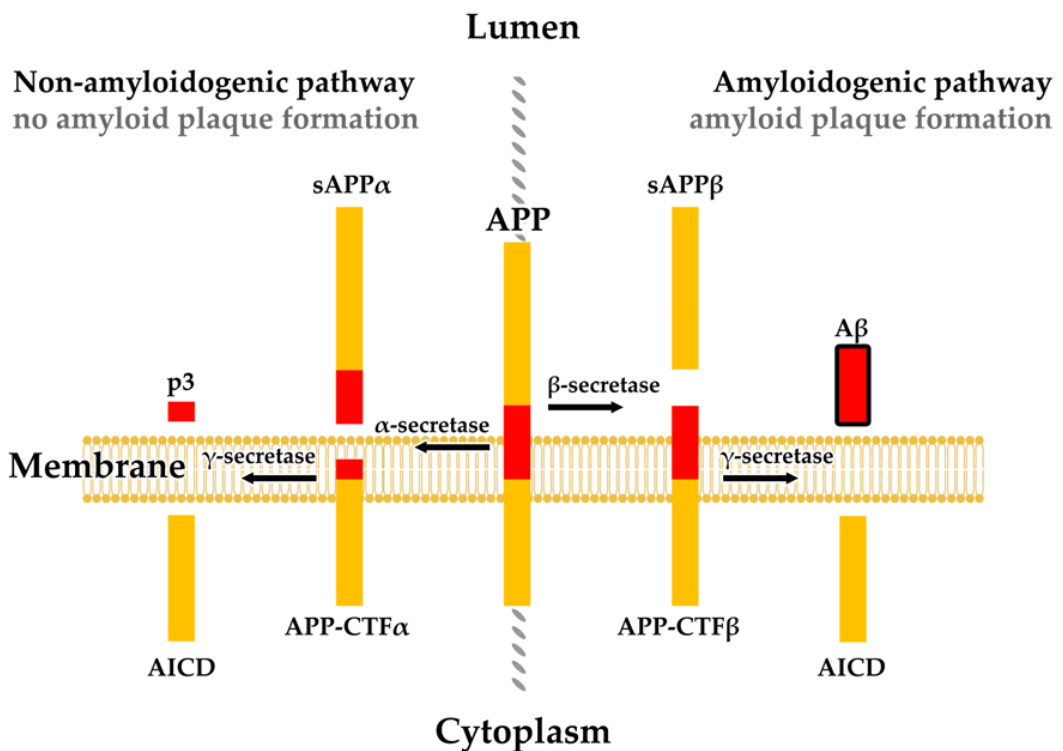 Lumen
Non-amyloidogenic pathway
no amyloid plaque formation
Amyloidogenic pathway
amyloid plaque formation
sAPPα
APP
sAPPβ
Aβ
p3
β-secretase
α-secretase
Membrane
γ-secretase
γ-secretase
APP-CTFα
APP-CTFβ
AICD
AICD
Cytoplasm